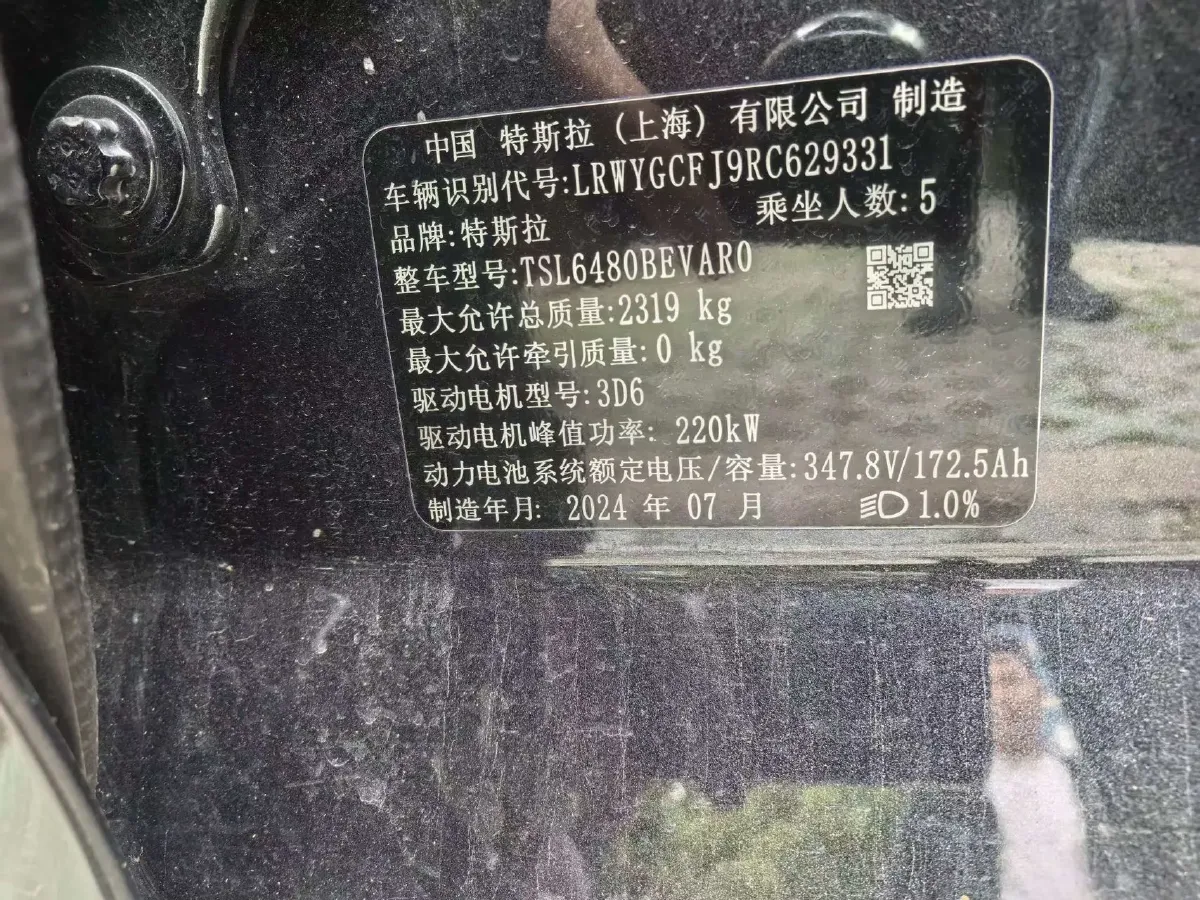 中国 特斯拉 (上海) 有限公司 制造
车辆识别代号:LRWYGCFJ9RC629331
品牌:特斯拉 乘坐人数:5
整车型号:TSL6480BEVAR0
最大允许总质量:2319 kg
最大允许牵引质量:0 kg
驱动电机型号:3D6
驱动电机峰值功率: 220kW
动力电池系统额定电压/容量:347.8V/172.5Ah
制造年月: 2024 年 07 月 1.0%